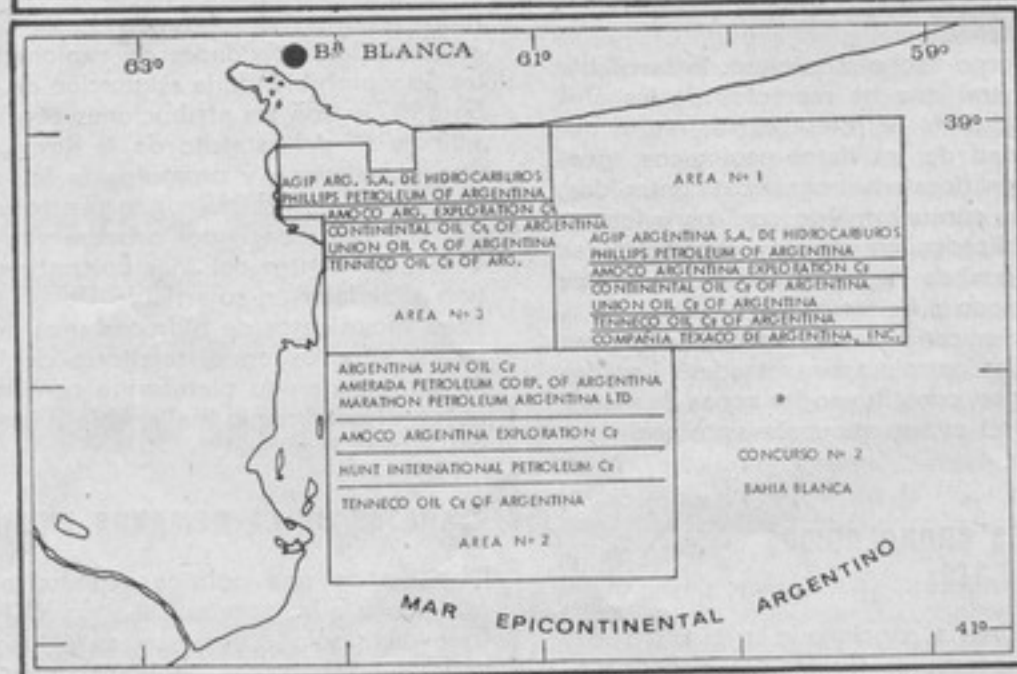 Bª BLANCA
63º
61º
59º
39º
AREA Nº 1
AGIP ARG. S.A. DE HIDROCARBUROS
PHILLIPS PETROLEUM OF ARGENTINA
AMOCO ARG. EXPLORATION Cº
CONTINENTAL OIL Cº OF ARGENTINA
UNION OIL Cº OF ARGENTINA
TENNECO OIL Cº OF ARG.
AREA Nº 3
AGIP ARGENTINA S.A. DE HIDROCARBUROS
PHILLIPS PETROLEUM OF ARGENTINA
AMOCO ARGENTINA EXPLORATION Cº
CONTINENTAL OIL Cº OF ARGENTINA
UNION OIL Cº OF ARGENTINA
TENNECO OIL Cº OF ARGENTINA
COMPAÑIA TEXACO DE ARGENTINA, INC.
ARGENTINA SUN OIL Cº
AMERADA PETROLEUM CORP. OF ARGENTINA
MARATHON PETROLEUM ARGENTINA LTD
AMOCO ARGENTINA EXPLORATION Cº
HUNT INTERNATIONAL PETROLEUM Cº
TENNECO OIL Cº OF ARGENTINA
AREA Nº 2
CONCURSO Nº 2
BAHIA BLANCA
MAR EPICONTINENTAL ARGENTINO
41º